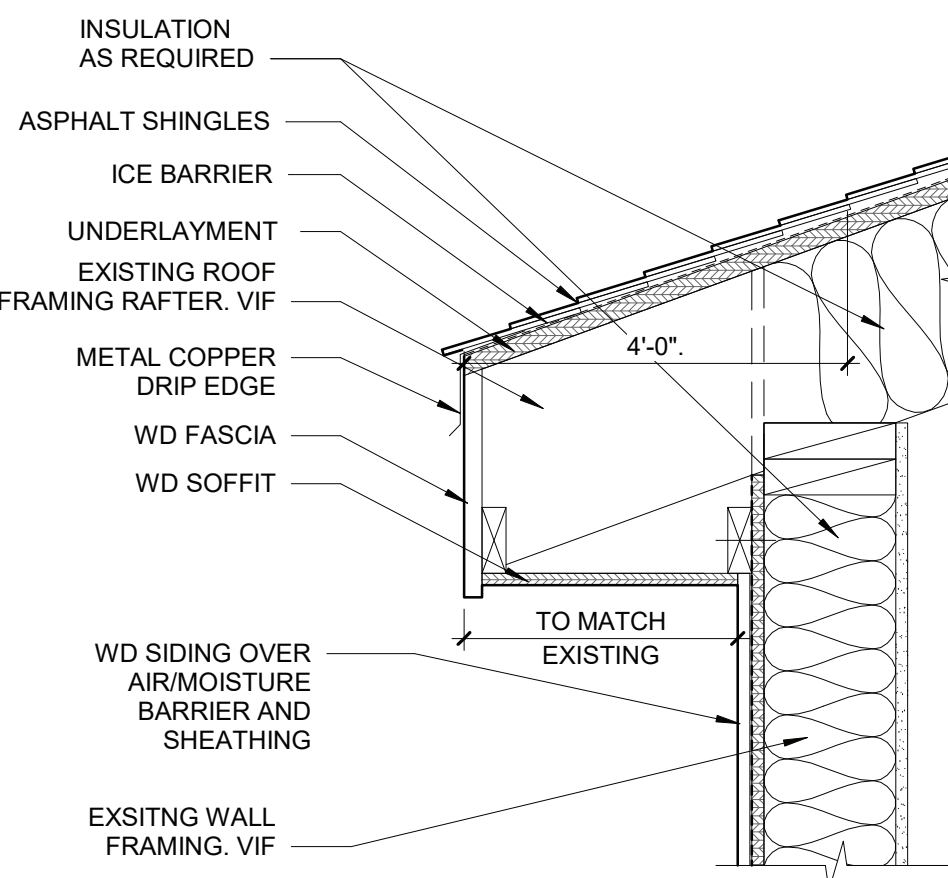 INSULATION
AS REQUIRED
ASPHALT SHINGLES
ICE BARRIER
UNDERLAYMENT
EXISTING ROOF
FRAMING RAFTER. VIF
4'-0".
METAL COPPER
DRIP EDGE
WD FASCIA
WD SOFFIT
TO MATCH
EXISTING
WD SIDING OVER
AIR/MOISTURE
BARRIER AND
SHEATHING
EXSITNG WALL
FRAMING. VIF